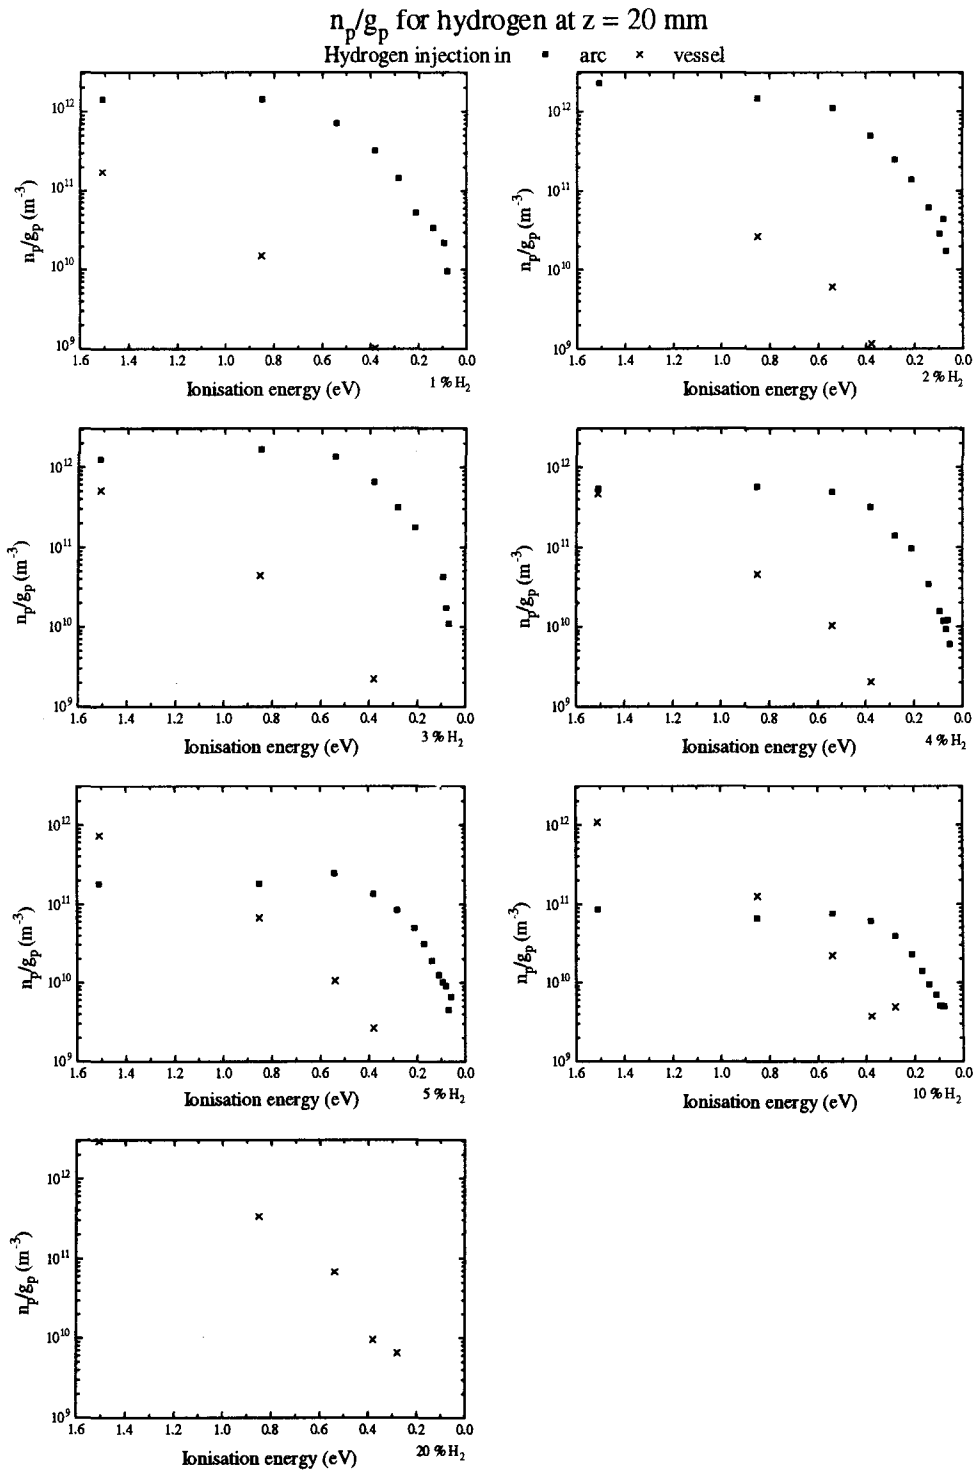 n_p/g_p for hydrogen at z = 20 mm
Hydrogen injection in ■ arc × vessel
10^12
10^11
10^10
10^9
n_p/g_p (m^-3)
1.6 1.4 1.2 1.0 0.8 0.6 0.4 0.2 0.0
Ionisation energy (eV)
1 % H_2
10^12
10^11
10^10
10^9
n_p/g_p (m^-3)
1.6 1.4 1.2 1.0 0.8 0.6 0.4 0.2 0.0
Ionisation energy (eV)
2 % H_2
10^12
10^11
10^10
10^9
n_p/g_p (m^-3)
1.6 1.4 1.2 1.0 0.8 0.6 0.4 0.2 0.0
Ionisation energy (eV)
3 % H_2
10^12
10^11
10^10
10^9
n_p/g_p (m^-3)
1.6 1.4 1.2 1.0 0.8 0.6 0.4 0.2 0.0
Ionisation energy (eV)
4 % H_2
10^12
10^11
10^10
10^9
n_p/g_p (m^-3)
1.6 1.4 1.2 1.0 0.8 0.6 0.4 0.2 0.0
Ionisation energy (eV)
5 % H_2
10^12
10^11
10^10
10^9
n_p/g_p (m^-3)
1.6 1.4 1.2 1.0 0.8 0.6 0.4 0.2 0.0
Ionisation energy (eV)
10 % H_2
10^12
10^11
10^10
10^9
n_p/g_p (m^-3)
1.6 1.4 1.2 1.0 0.8 0.6 0.4 0.2 0.0
Ionisation energy (eV)
20 % H_2